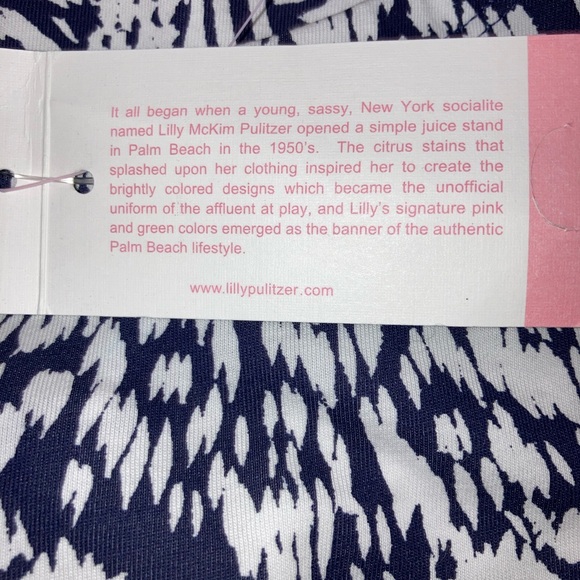 It all began when a young, sassy, New York socialite
named Lilly McKim Pulitzer opened a simple juice stand
in Palm Beach in the 1950's. The citrus stains that
splashed upon her clothing inspired her to create the
brightly colored designs which became the unofficial
uniform of the affluent at play, and Lilly's signature pink
and green colors emerged as the banner of the authentic
Palm Beach lifestyle.
www.lillypulitzer.com